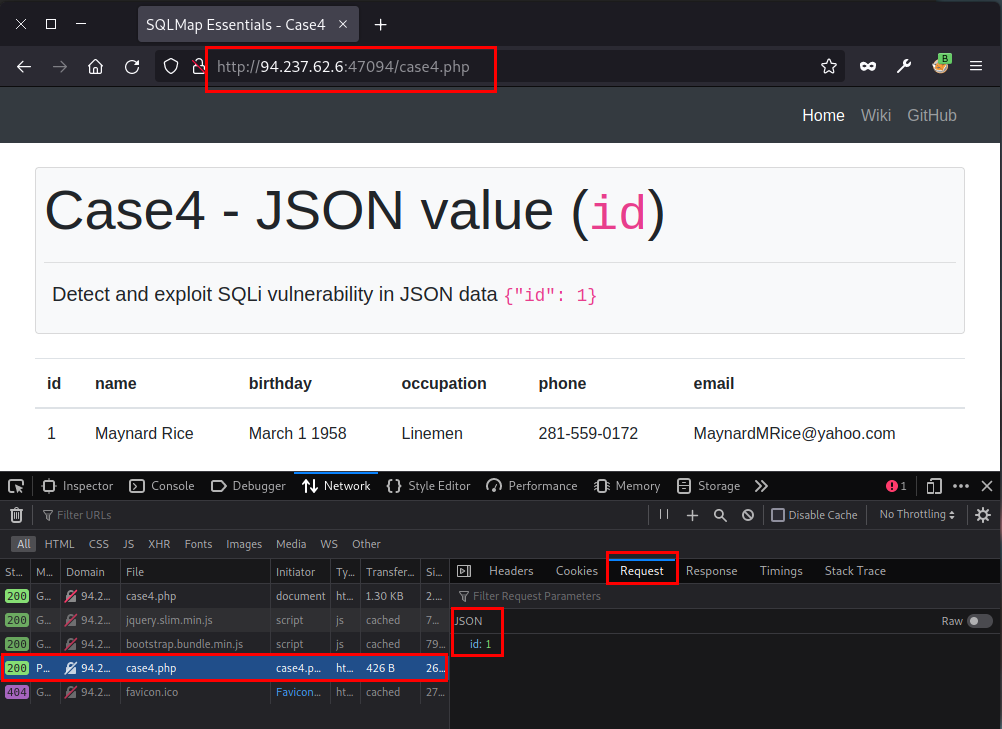 SQLMap Essentials - Case4
http://94.237.62.6:47094/case4.php
B
Home Wiki GitHub
Case4 - JSON value (id)
Detect and exploit SQLi vulnerability in JSON data {"id": 1}
id name birthday occupation phone email
1 Maynard Rice March 1 1958 Linemen 281-559-0172 MaynardMRice@yahoo.com
Inspector Console Debugger Network Style Editor Performance Memory Storage 1
Filter URLs Disable Cache No Throttling
All HTML CSS JS XHR Fonts Images Media WS Other
St... M... Domain File Initiator Ty... Transfer... Si... Headers Cookies Request Response Timings Stack Trace
200 G... 94.2... case4.php document ht... 1.30 KB 2.... Filter Request Parameters
200 G... 94.2... jquery.slim.min.js script js cached 7... JSON Raw
200 G... 94.2... bootstrap.bundle.min.js script js cached 79... id: 1
200 P... 94.2... case4.php case4.p... ht... 426 B 26...
404 G... 94.2... favicon.ico Favicon... ht... cached 27...